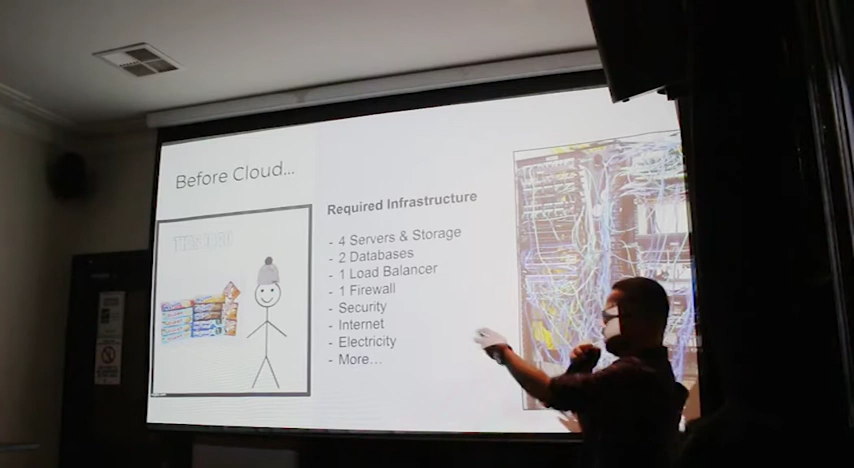 Before Cloud...
Required Infrastructure
- 4 Servers & Storage
- 2 Databases
- 1 Load Balancer
- 1 Firewall
- Security
- Internet
- Electricity
- More...